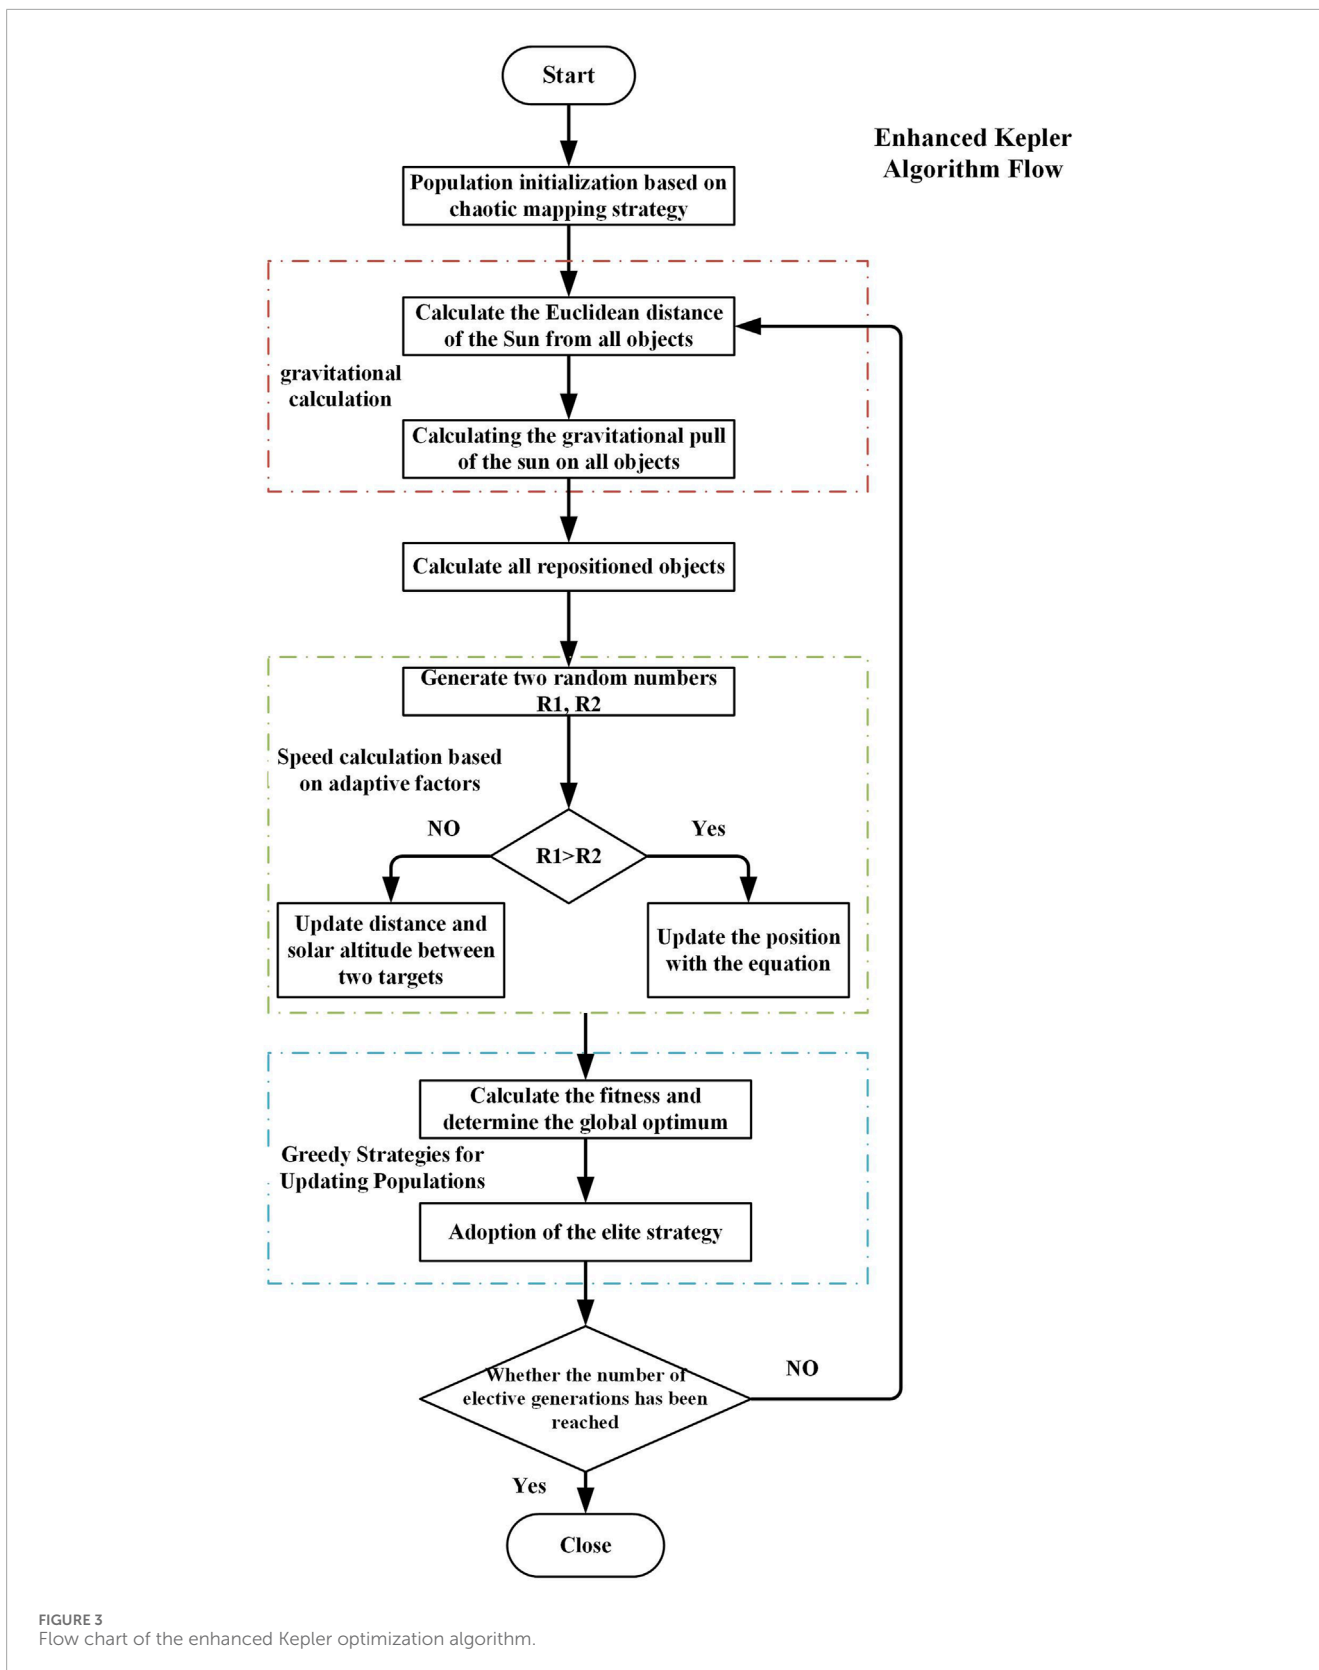 Start
Enhanced Kepler
Algorithm Flow
Population initialization based on
chaotic mapping strategy
Calculate the Euclidean distance
of the Sun from all objects
gravitational
calculation
Calculating the gravitational pull
of the sun on all objects
Calculate all repositioned objects
Generate two random numbers
R1, R2
Speed calculation based
on adaptive factors
NO
Yes
R1>R2
Update distance and
solar altitude between
two targets
Update the position
with the equation
Calculate the fitness and
determine the global optimum
Greedy Strategies for
Updating Populations
Adoption of the elite strategy
Whether the number of
elective generations has been
reached
NO
Yes
Close
FIGURE 3
Flow chart of the enhanced Kepler optimization algorithm.